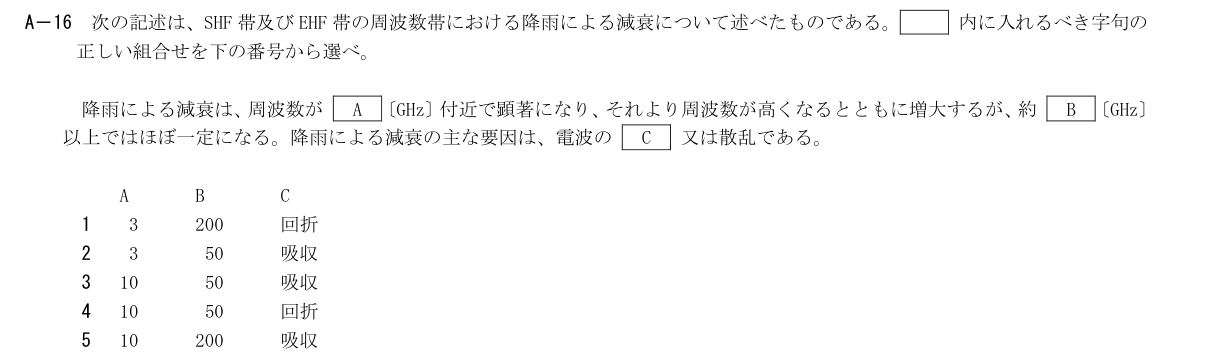 A－16 次の記述は、SHF 帯及び EHF 帯の周波数帯における降雨による減衰について述べたものである。 内に入れるべき字句の
正しい組合せを下の番号から選べ。
降雨による減衰は、周波数が A 〔GHz〕付近で顕著になり、それより周波数が高くなるとともに増大するが、約 B 〔GHz〕
以上ではほぼ一定になる。降雨による減衰の主な要因は、電波の C 又は散乱である。
A B C
1 3 200 回折
2 3 50 吸収
3 10 50 吸収
4 10 50 回折
5 10 200 吸収